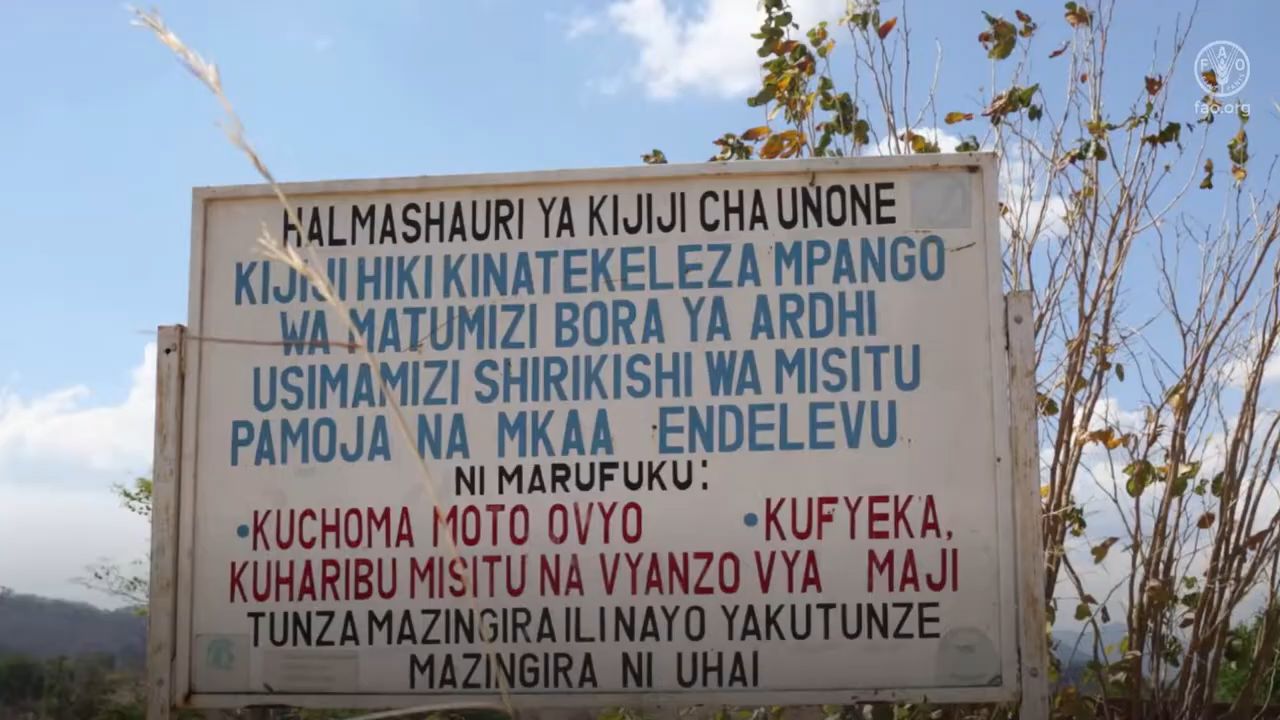 FAO
fao.org
HALMASHAURI YA KIJIJI CHA UNONE
KIJIJI HIKI KINATEKELEZA MPANGO
WA MATUMIZI BORA YA ARDHI
USIMAMIZI SHIRIKISHI WA MISITU
PAMOJA NA MKAA ENDELEVU
NI MARUFUKU:
•KUCHOMA MOTO OVYO •KUFYEKA,
KUHARIBU MISITU NA VYANZO VYA MAJI
TUNZA MAZINGIRA ILI NAYO YAKUTUNZE
MAZINGIRA NI UHAI